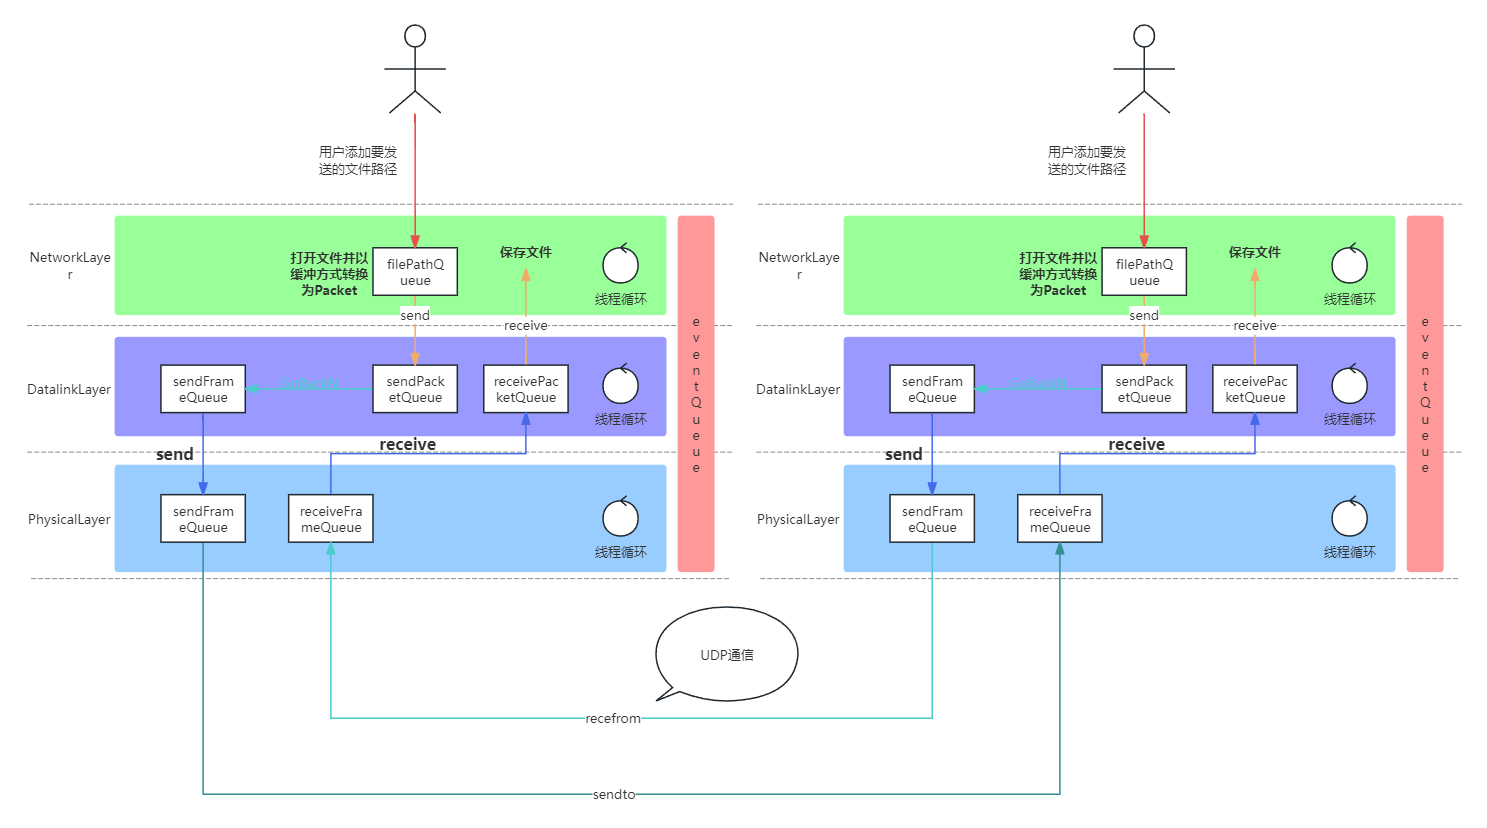 用户添加要发
送的文件路径
用户添加要发
送的文件路径
NetworkLaye
r
打开文件并以
缓冲方式转换
为Packet
filePathQ
ueue
保存文件
线程循环
send
receive
DatalinkLayer
sendFram
eQueue
GoBackN
sendPack
etQueue
receivePac
ketQueue
线程循环
send
receive
PhysicalLayer
sendFram
eQueue
receiveFra
meQueue
线程循环
eventQueue
NetworkLaye
r
打开文件并以
缓冲方式转换
为Packet
filePathQ
ueue
保存文件
线程循环
send
receive
DatalinkLayer
sendFram
eQueue
GoBackN
sendPack
etQueue
receivePac
ketQueue
线程循环
send
receive
PhysicalLayer
sendFram
eQueue
receiveFra
meQueue
线程循环
eventQueue
UDP通信
recefrom
sendto